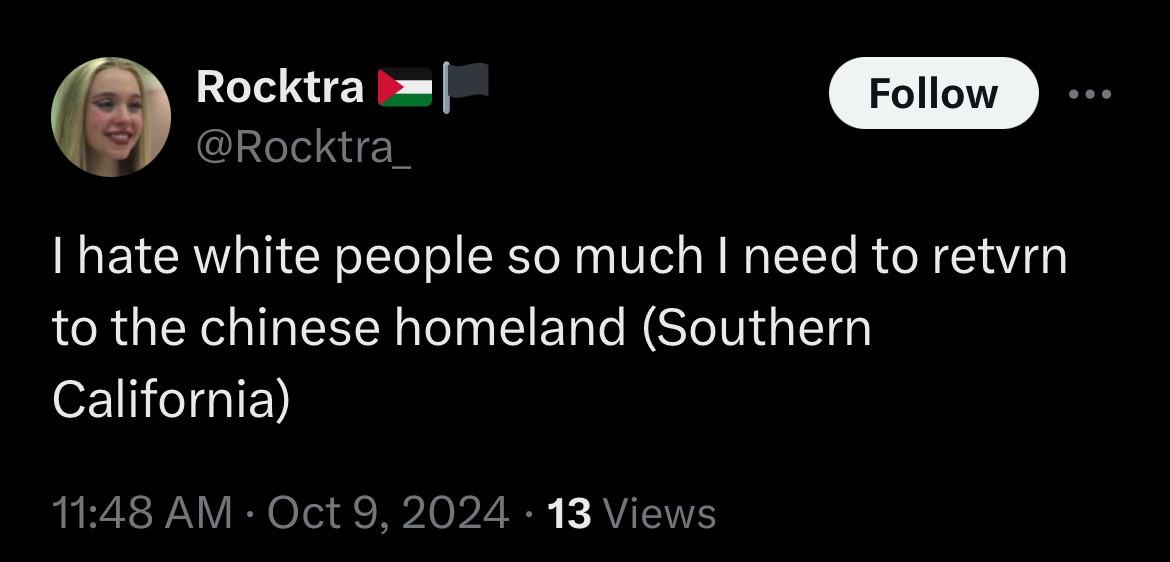 Rocktra 🇵🇸 🏴
@Rocktra_
Follow
I hate white people so much I need to retvrn
to the chinese homeland (Southern
California)
11:48 AM · Oct 9, 2024 · 13 Views